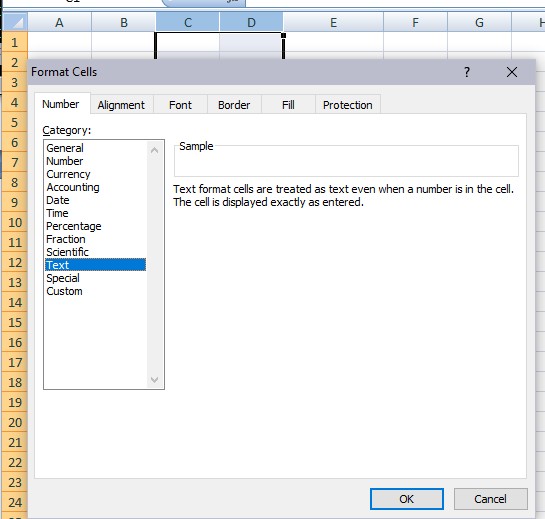 A B C D E F G
1
2
Format Cells ? ×
3
4
Number Alignment Font Border Fill Protection
5
Category:
6
General
Sample
7
Number
Currency
8
Accounting
Text format cells are treated as text even when a number is in the cell.
The cell is displayed exactly as entered.
9
Date
Time
10
Percentage
11
Fraction
Scientific
12
Text
13
Special
Custom
14
15
16
17
18
19
20
21
22
23
24
OK Cancel